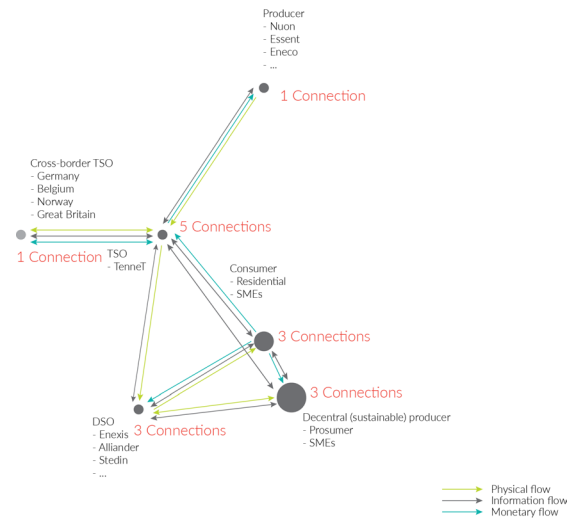 Producer
- Nuon
- Essent
- Eneco
- ...
1 Connection
Cross-border TSO
- Germany
- Belgium
- Norway
- Great Britain
5 Connections
1 Connection
TSO
- TenneT
Consumer
- Residential
- SMEs
3 Connections
3 Connections
Decentral (sustainable) producer
- Prosumer
- SMEs
DSO
- Enexis
- Alliander
- Stedin
- ...
3 Connections
Physical flow
Information flow
Monetary flow